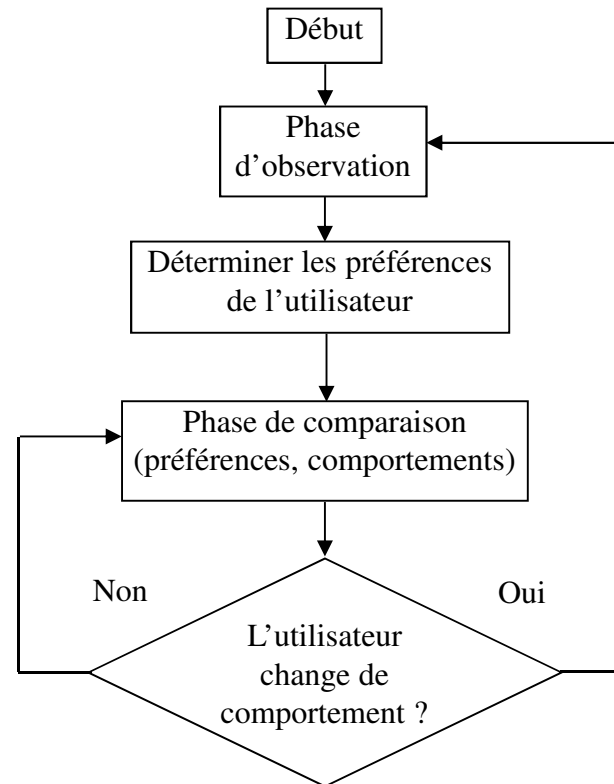 Début
Phase
d’observation
Déterminer les préférences
de l’utilisateur
Phase de comparaison
(préférences, comportements)
Non
Oui
L’utilisateur
change de
comportement ?